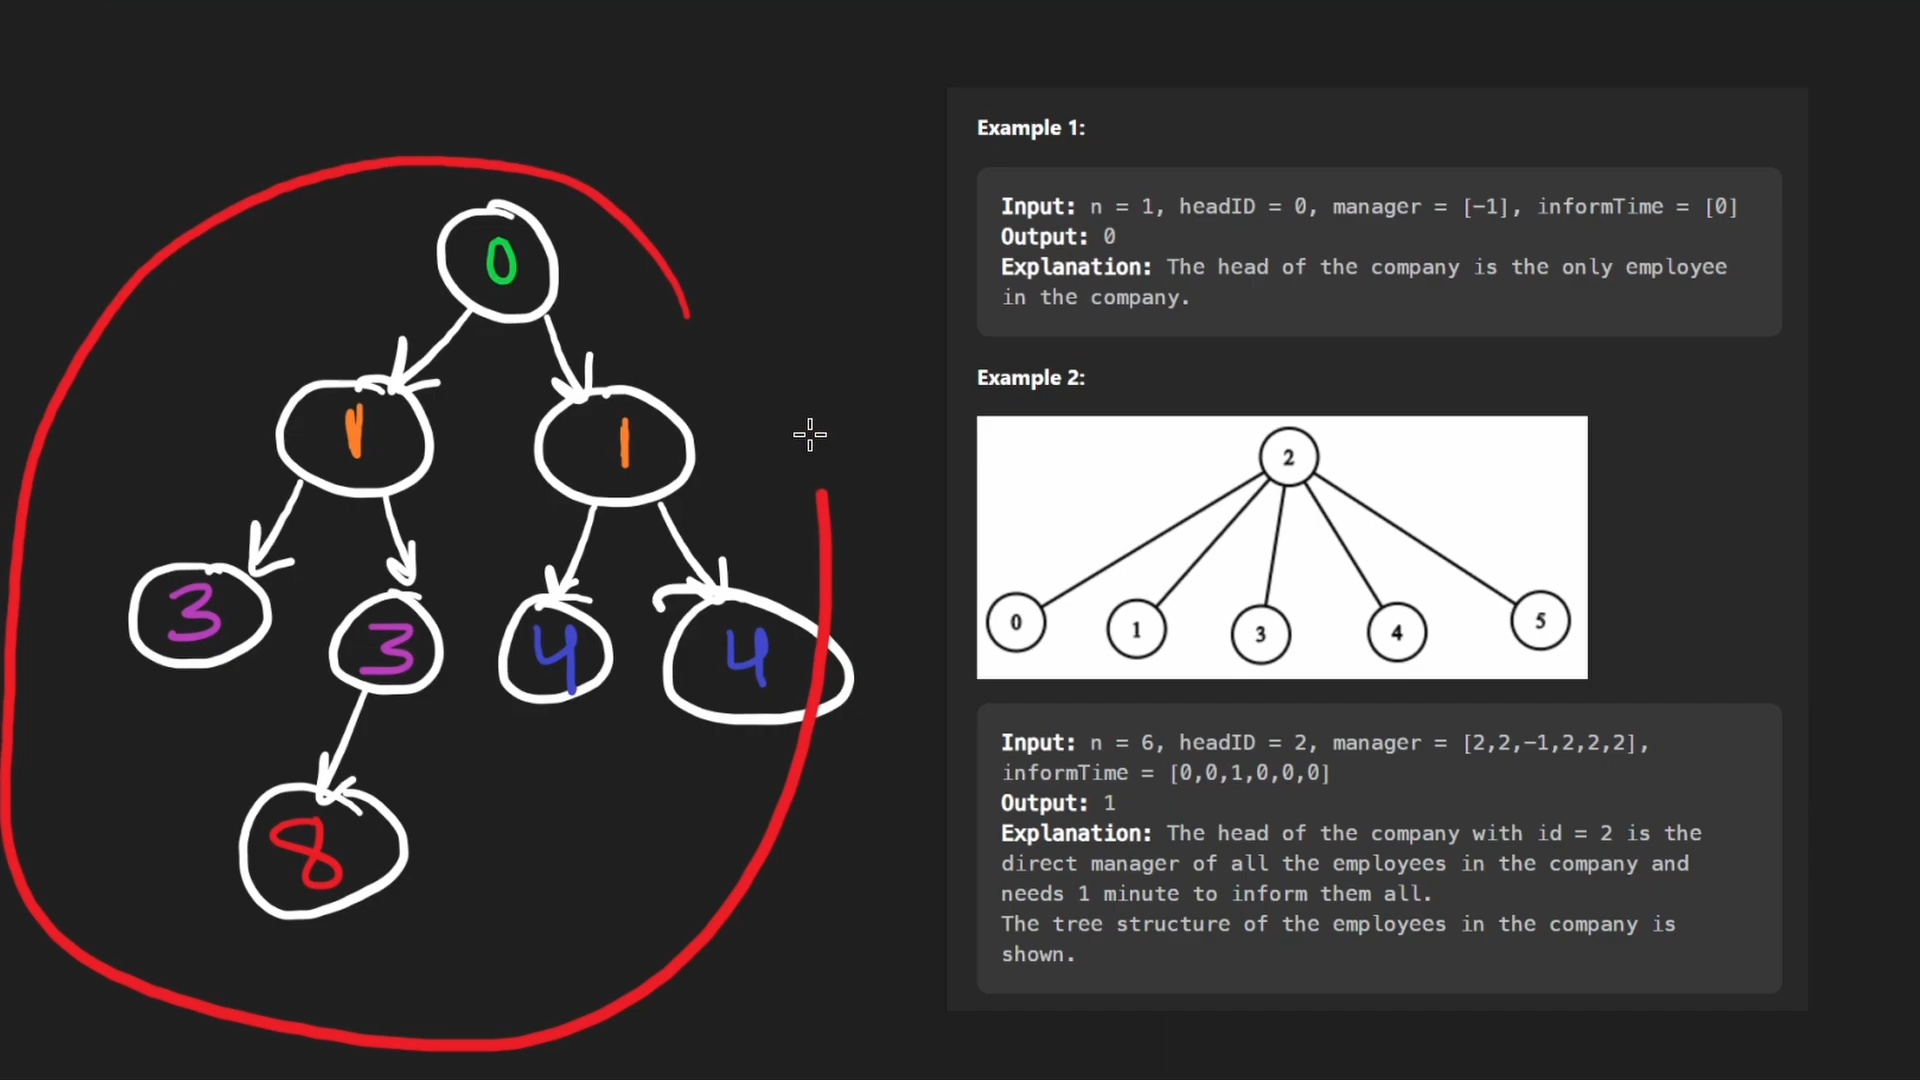 0
1 1
3 3 4 4
8
Example 1:
Input: n = 1, headID = 0, manager = [-1], informTime = [0]
Output: 0
Explanation: The head of the company is the only employee
in the company.
Example 2:
2
0 1 3 4 5
Input: n = 6, headID = 2, manager = [2,2,-1,2,2,2],
informTime = [0,0,1,0,0,0]
Output: 1
Explanation: The head of the company with id = 2 is the
direct manager of all the employees in the company and
needs 1 minute to inform them all.
The tree structure of the employees in the company is
shown.